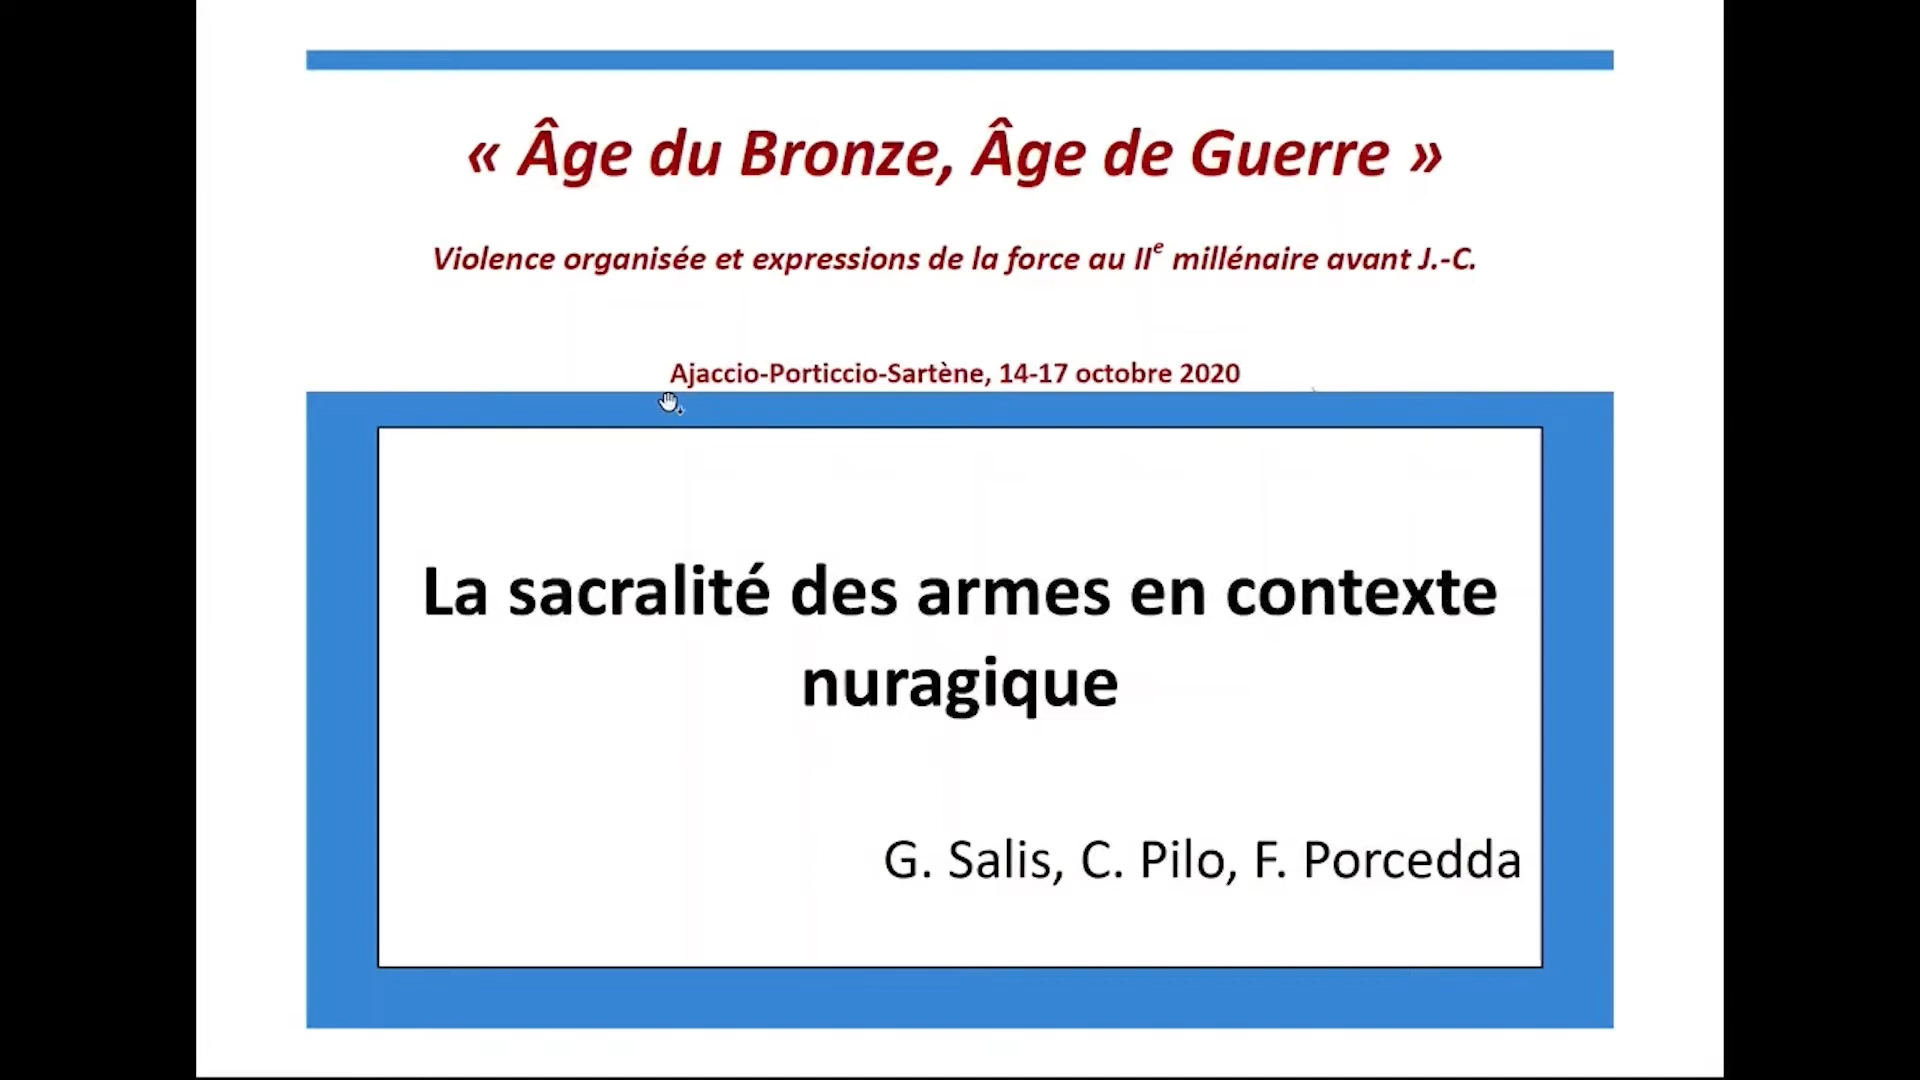 « Âge du Bronze, Âge de Guerre »
Violence organisée et expressions de la force au IIe millénaire avant J.-C.
Ajaccio-Porticcio-Sartène, 14-17 octobre 2020
La sacralité des armes en contexte
nuragique
G. Salis, C. Pilo, F. Porcedda